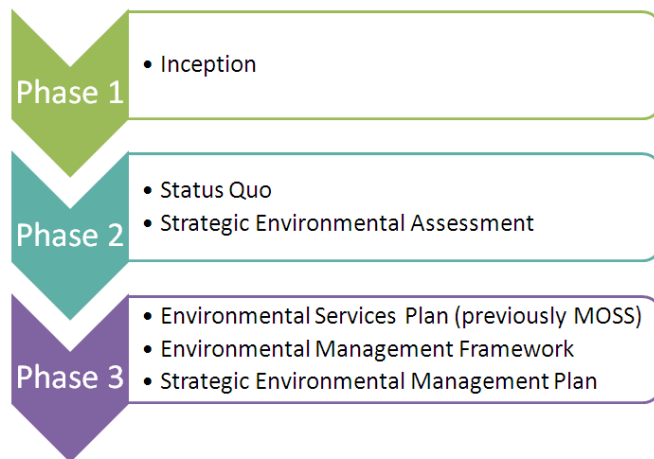 Phase 1
• Inception
Phase 2
• Status Quo
• Strategic Environmental Assessment
Phase 3
• Environmental Services Plan (previously MOSS)
• Environmental Management Framework
• Strategic Environmental Management Plan